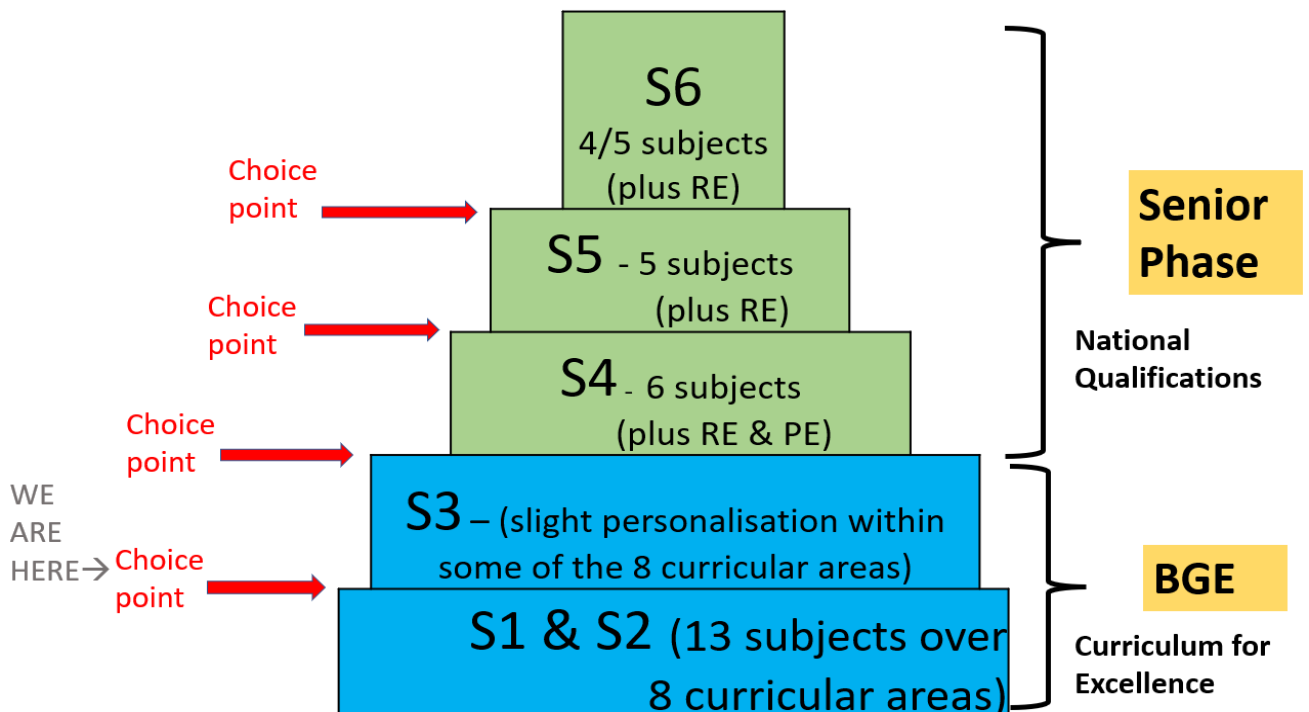 S6
4/5 subjects
(plus RE)
Choice
point
S5 - 5 subjects
(plus RE)
Choice
point
S4 - 6 subjects
(plus RE & PE)
Choice
point
S3 – (slight personalisation within
some of the 8 curricular areas)
WE
ARE
HERE→
Choice
point
S1 & S2 (13 subjects over
8 curricular areas)
Senior
Phase
National
Qualifications
BGE
Curriculum for
Excellence